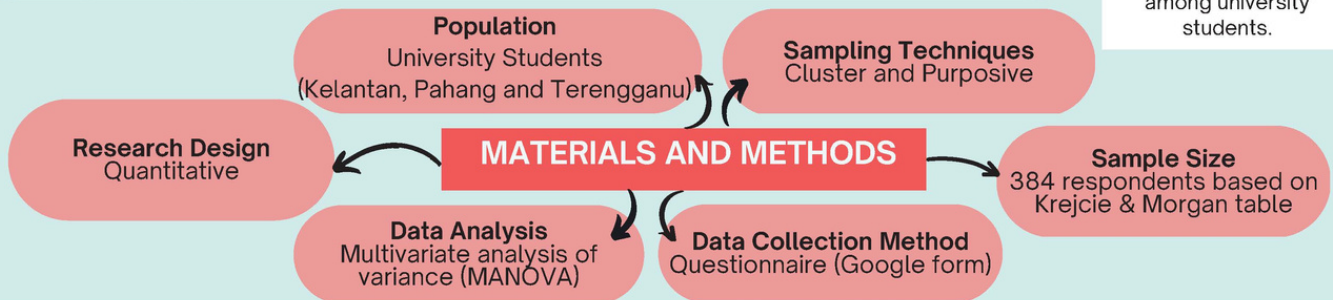 among university
students.
Population
University Students
(Kelantan, Pahang and Terengganu)
Sampling Techniques
Cluster and Purposive
Research Design
Quantitative
MATERIALS AND METHODS
Sample Size
384 respondents based on
Krejcie & Morgan table
Data Analysis
Multivariate analysis of
variance (MANOVA)
Data Collection Method
Questionnaire (Google form)